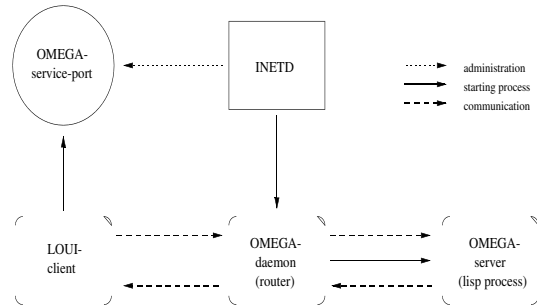 OMEGA-
service-port
INETD
administration
starting process
communication
LOUI-
client
OMEGA-
daemon
(router)
OMEGA-
server
(lisp process)